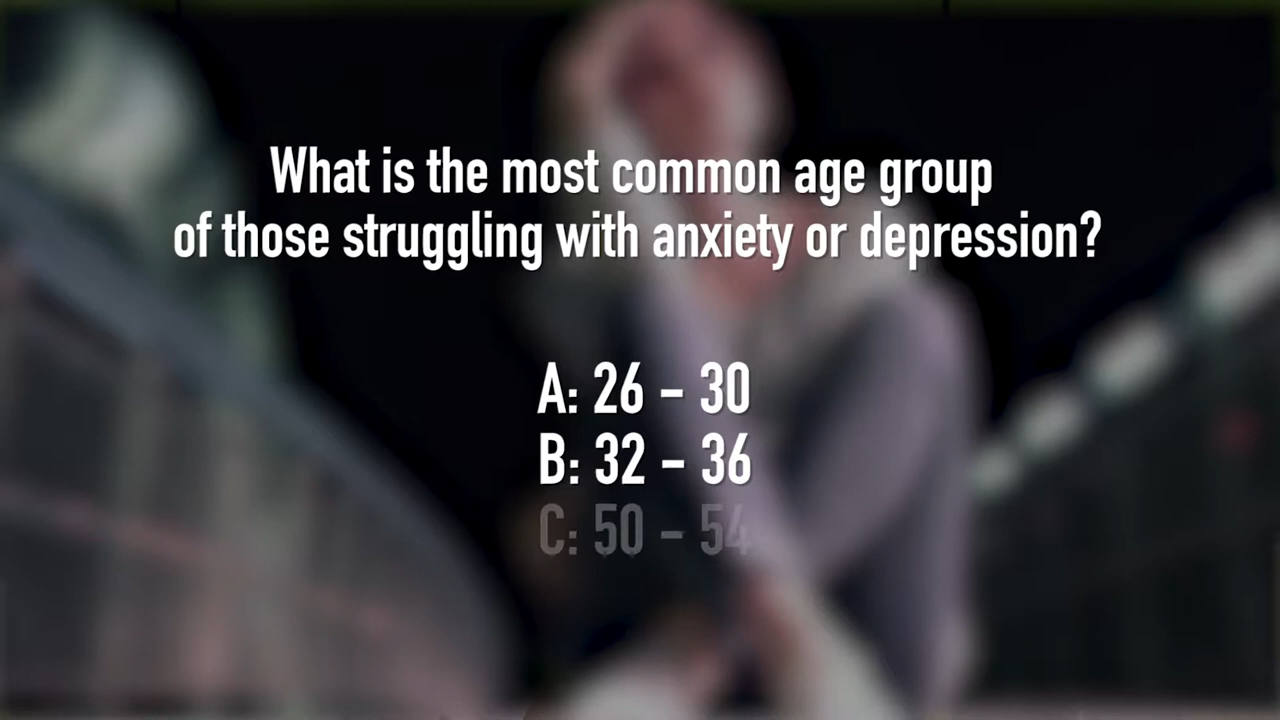 What is the most common age group
of those struggling with anxiety or depression?
A: 26 – 30
B: 32 – 36
C: 50 – 54